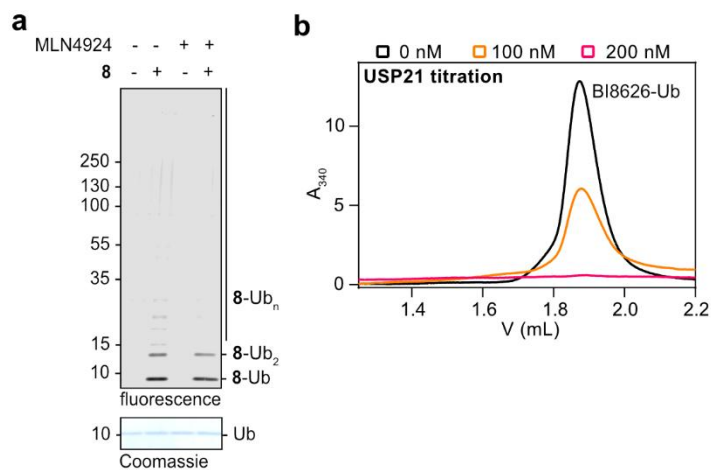 a
MLN4924 - - + +
8 - + - +
250
130
100
55
35
15
10
8-Ubn
8-Ub2
8-Ub
fluorescence
10
Ub
Coomassie
b
0 nM 100 nM 200 nM
USP21 titration
BI8626-Ub
A340
10
5
0
1.4 1.6 1.8 2.0 2.2
V (mL)